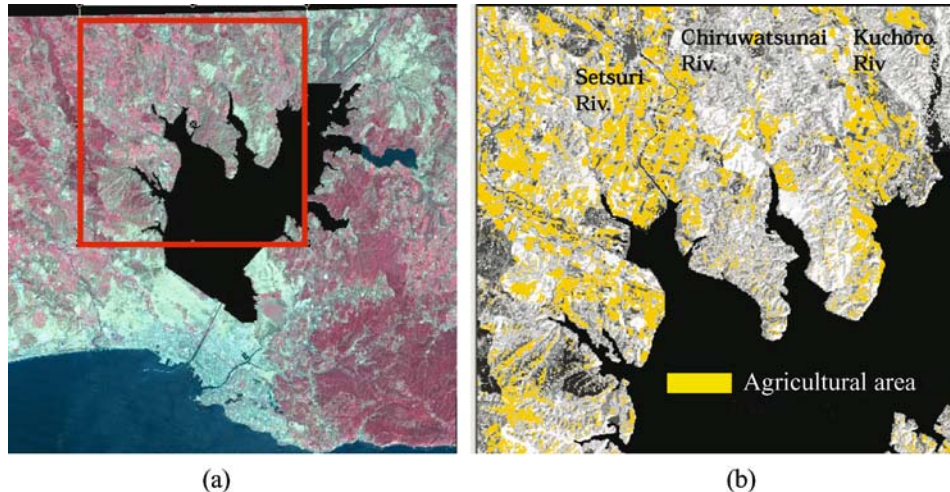 Chiruwatsunai
Riv.
Kuchoro
Riv
Setsuri
Riv.
Agricultural area
(a)
(b)